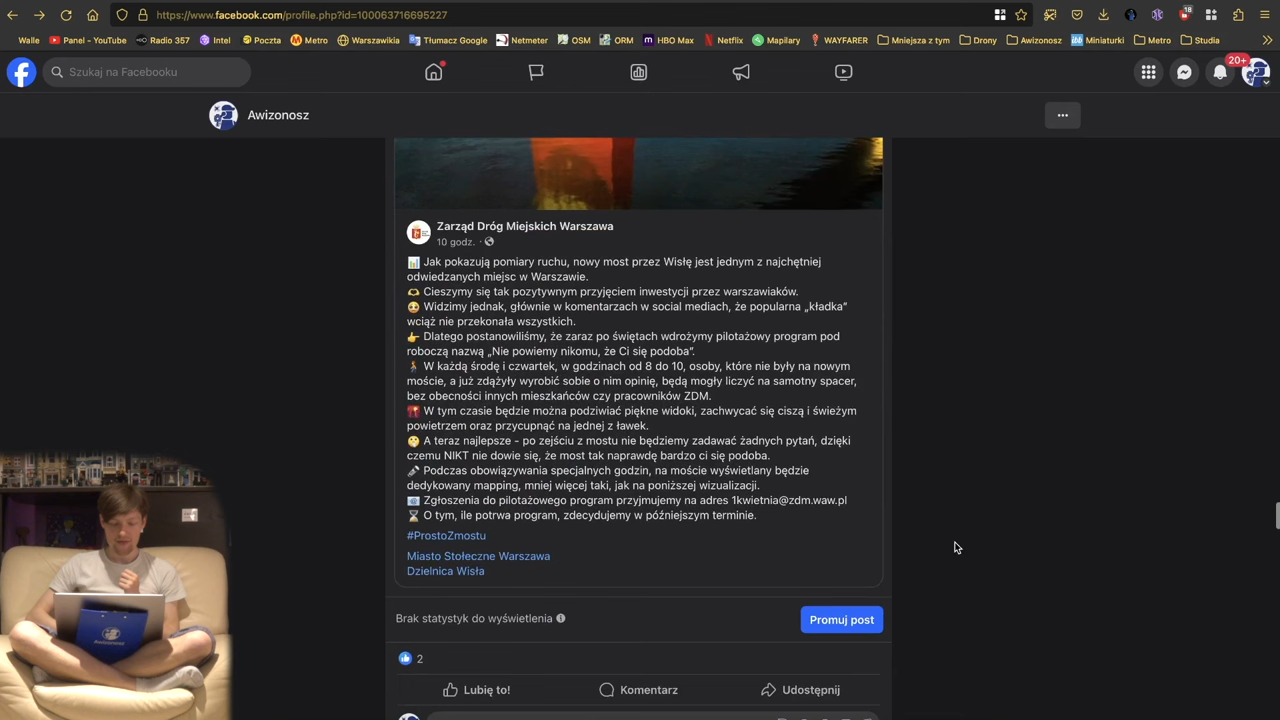 https://www.facebook.com/profile.php?id=100063716695227
18
Walle
Panel - YouTube
Radio 357
Intel
Poczta
Metro
Warszawikia
Tłumacz Google
Netmeter
OSM
ORM
HBO Max
Netflix
Mapilary
WAYFARER
Mniejsza z tym
Drony
Awizonosz
Miniaturki
Metro
Studia
Szukaj na Facebooku
20+
Awizonosz
Zarząd Dróg Miejskich Warszawa
10 godz. ·
📊 Jak pokazują pomiary ruchu, nowy most przez Wisłę jest jednym z najchętniej
odwiedzanych miejsc w Warszawie.
🫶 Cieszymy się tak pozytywnym przyjęciem inwestycji przez warszawiaków.
🥹 Widzimy jednak, głównie w komentarzach w social mediach, że popularna „kładka”
wciąż nie przekonała wszystkich.
👉 Dlatego postanowiliśmy, że zaraz po świętach wdrożymy pilotażowy program pod
roboczą nazwą „Nie powiemy nikomu, że Ci się podoba”.
🚶 W każdą środę i czwartek, w godzinach od 8 do 10, osoby, które nie były na nowym
moście, a już zdążyły wyrobić sobie o nim opinię, będą mogły liczyć na samotny spacer,
bez obecności innych mieszkańców czy pracowników ZDM.
🌉 W tym czasie będzie można podziwiać piękne widoki, zachwycać się ciszą i świeżym
powietrzem oraz przycupnąć na jednej z ławek.
🤫 A teraz najlepsze - po zejściu z mostu nie będziemy zadawać żadnych pytań, dzięki
czemu NIKT nie dowie się, że most tak naprawdę bardzo ci się podoba.
Podczas obowiązywania specjalnych godzin, na moście wyświetlany będzie
dedykowany mapping, mniej więcej taki, jak na poniższej wizualizacji.
📧 Zgłoszenia do pilotażowego program przyjmujemy na adres 1kwietnia@zdm.waw.pl
⌛ O tym, ile potrwa program, zdecydujemy w późniejszym terminie.
#ProstoZmostu
Miasto Stołeczne Warszawa
Dzielnica Wisła
Brak statystyk do wyświetlenia
Promuj post
2
Lubię to!
Komentarz
Udostępnij
Awizonosz